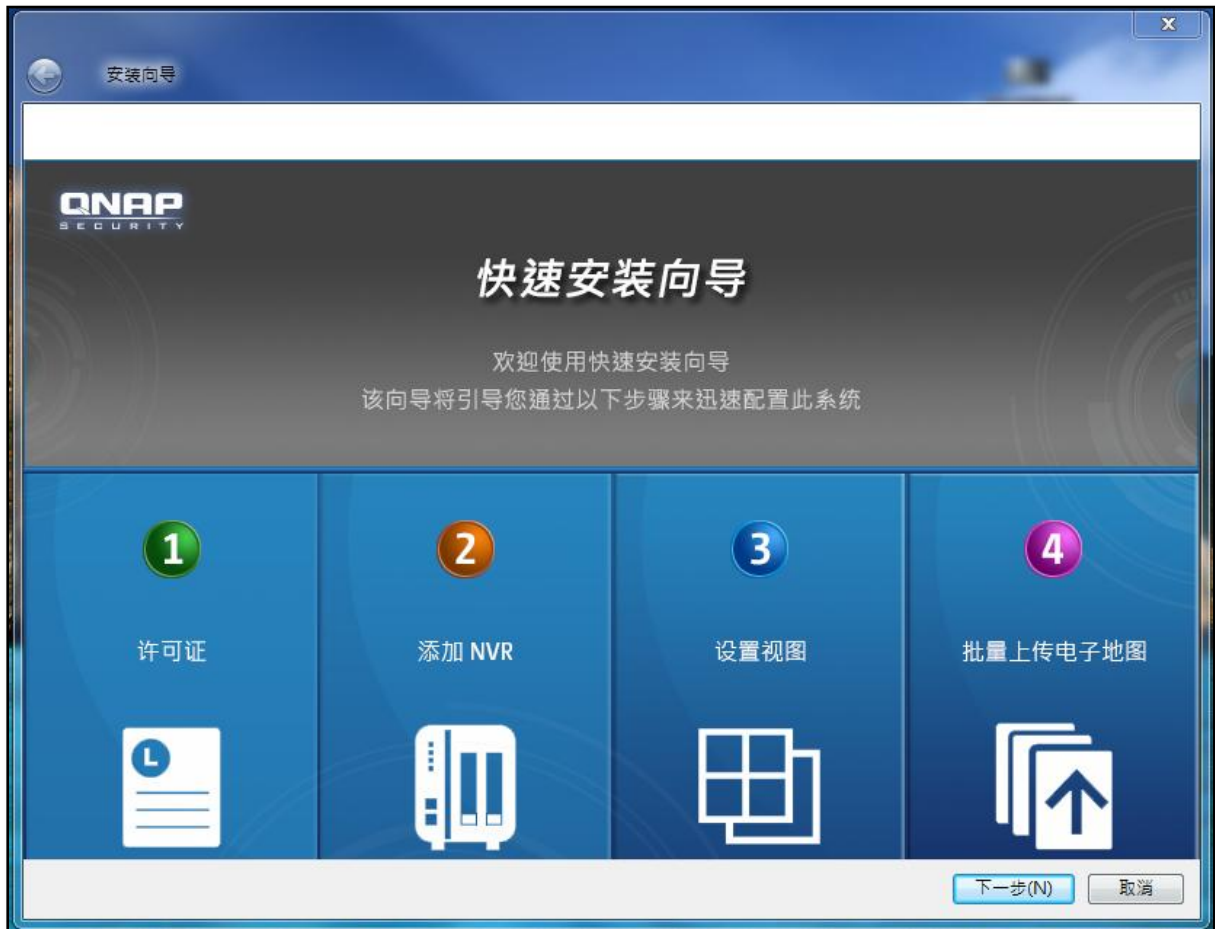 X
安装向导
QNAP
SECURITY
快速安装向导
欢迎使用快速安装向导
该向导将引导您通过以下步骤来迅速配置此系统
1
2
3
4
许可证
添加 NVR
设置视图
批量上传电子地图
L
下一步(N)
取消